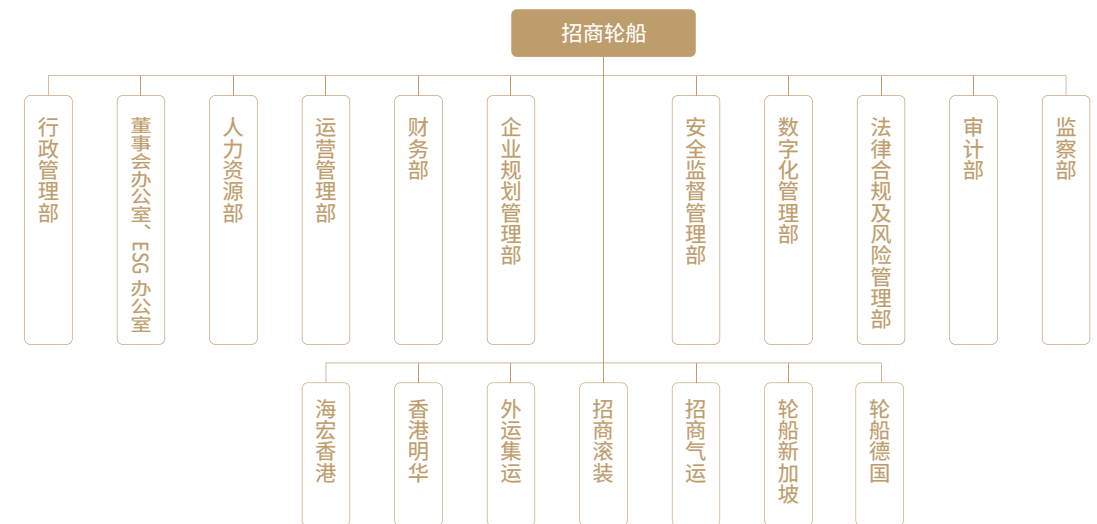 招商轮船
行政管理部
董事会办公室、ESG 办公室
人力资源部
运营管理部
财务部
企业规划管理部
安全监督管理部
数字化管理部
法律合规及风险管理部
审计部
监察部
海宏香港
香港明华
外运集运
招商滚装
招商气运
轮船新加坡
轮船德国